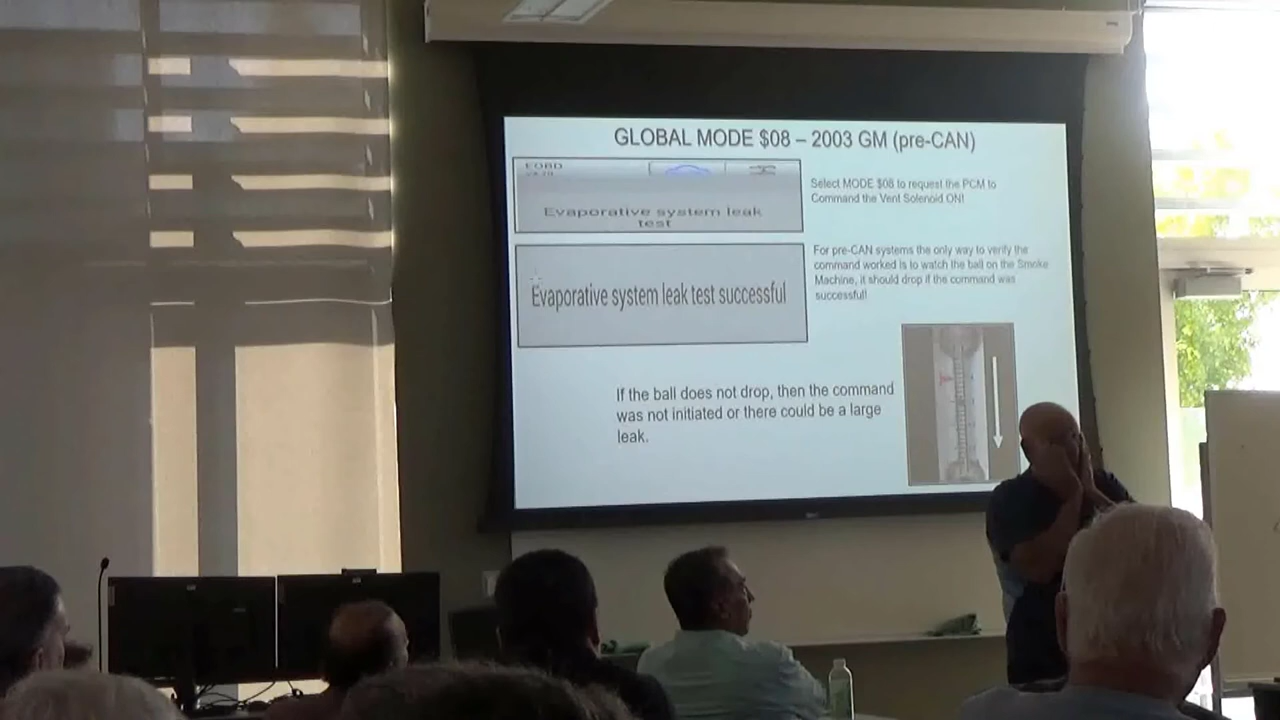 GLOBAL MODE $08 – 2003 GM (pre-CAN)
FORD
Evaporative system leak
test
Select MODE $08 to request the PCM to
Command the Vent Solenoid ON!
Evaporative system leak test successful
For pre-CAN systems the only way to verify the
command worked is to watch the ball on the Smoke
Machine, it should drop if the command was
successful!
If the ball does not drop, then the command
was not initiated or there could be a large
leak.